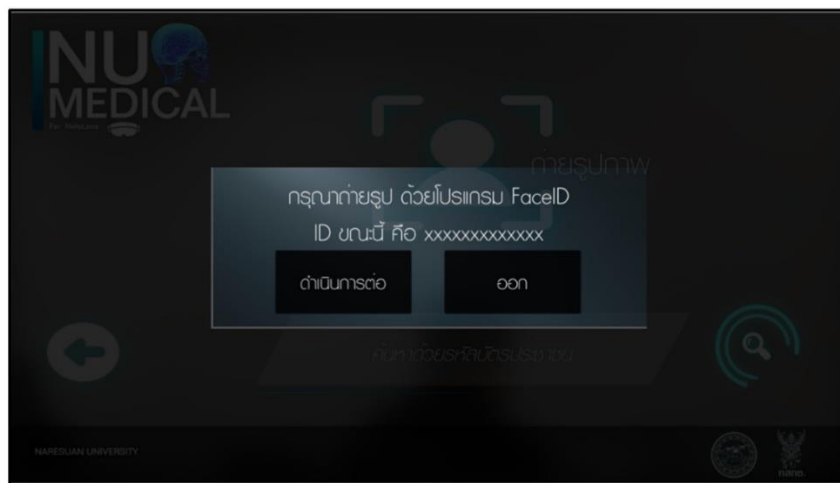 NU
MEDICAL
ถ่ายรูปภาพ
กรุณาถ่ายรูป ด้วยโปรแกรม FaceID
ID ขณะนี้ คือ xxxxxxxxxxxxx
ดำเนินการต่อ
ออก
ค้นหาด้วยรหัสบัตรประชาชน
NARESUAN UNIVERSITY